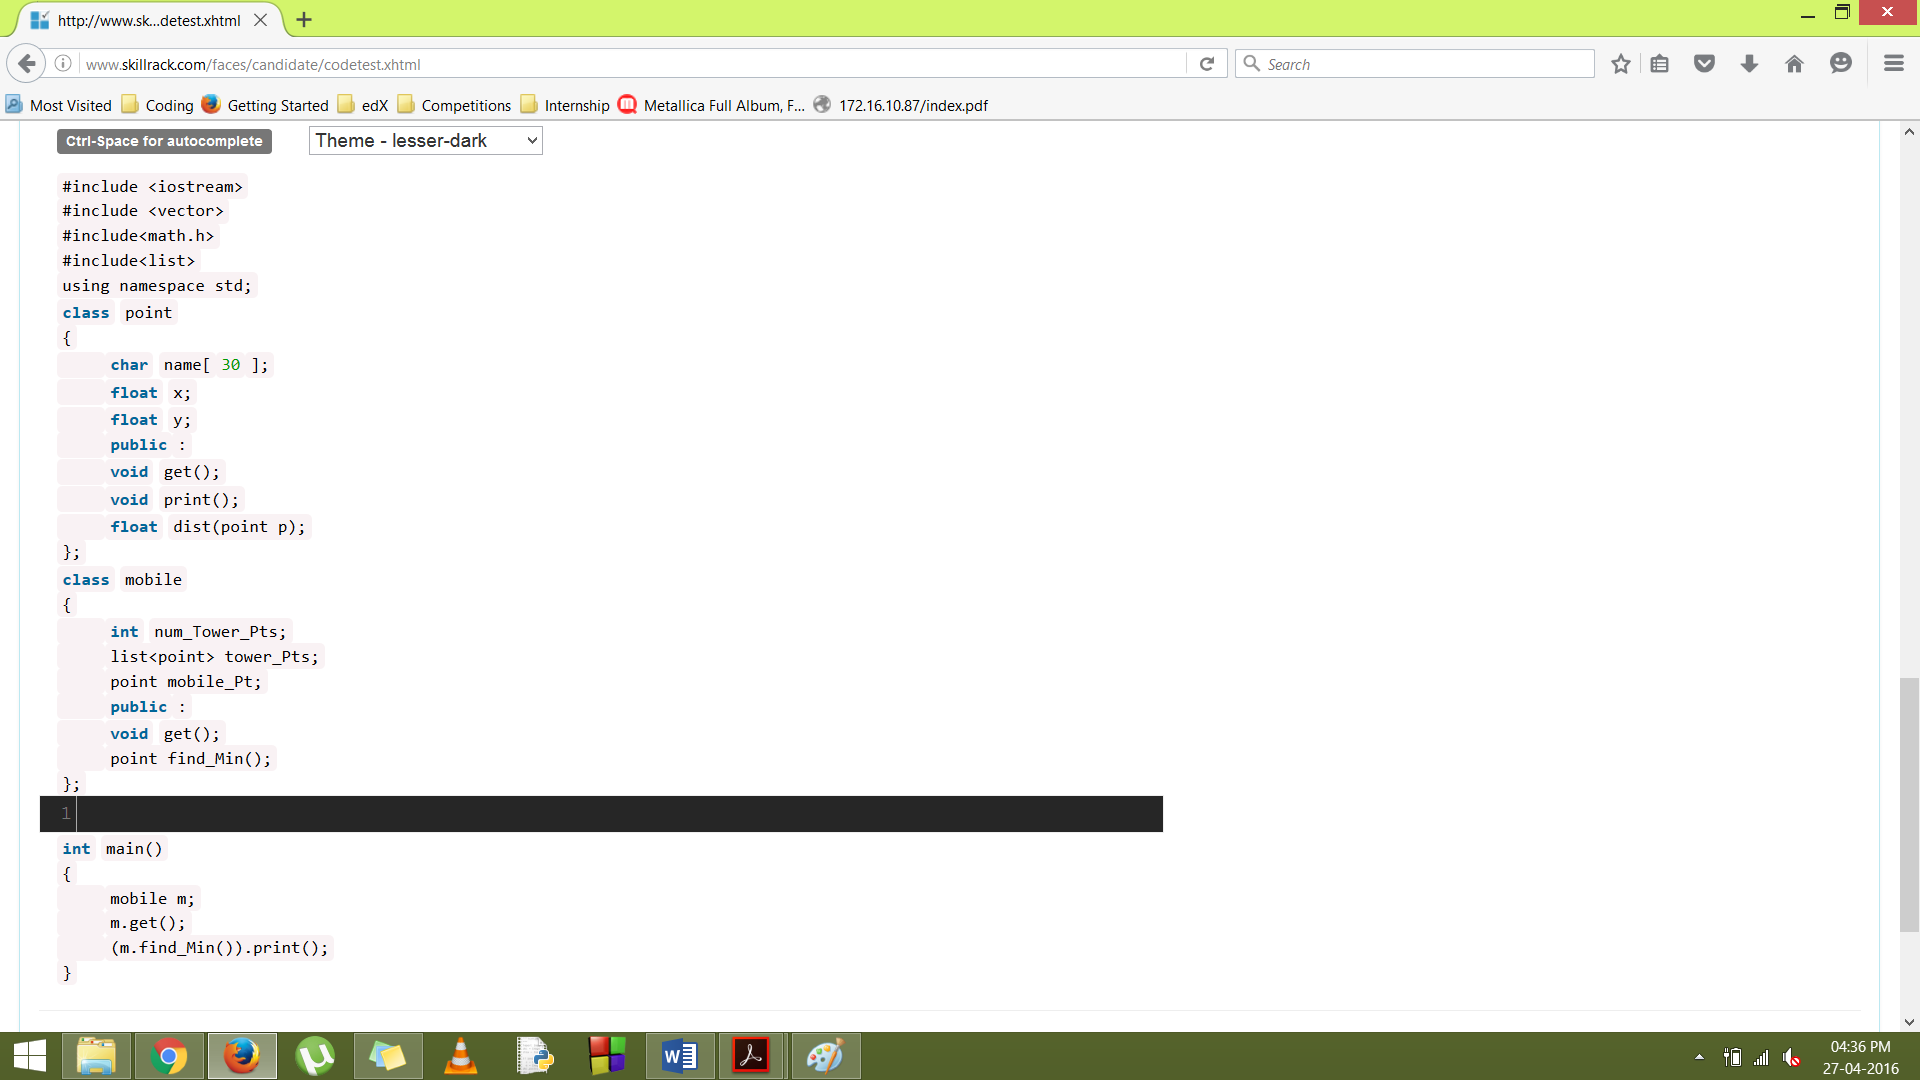 http://www.sk...detest.xhtml
www.skillrack.com/faces/candidate/codetest.xhtml
Search
Most Visited Coding Getting Started edX Competitions Internship Metallica Full Album, F... 172.16.10.87/index.pdf
Ctrl-Space for autocomplete Theme - lesser-dark
#include <iostream>
#include <vector>
#include<math.h>
#include<list>
using namespace std;
class point
{
char name[ 30 ];
float x;
float y;
public :
void get();
void print();
float dist(point p);
};
class mobile
{
int num_Tower_Pts;
list<point> tower_Pts;
point mobile_Pt;
public :
void get();
point find_Min();
};
1
int main()
{
mobile m;
m.get();
(m.find_Min()).print();
}
04:36 PM
27-04-2016